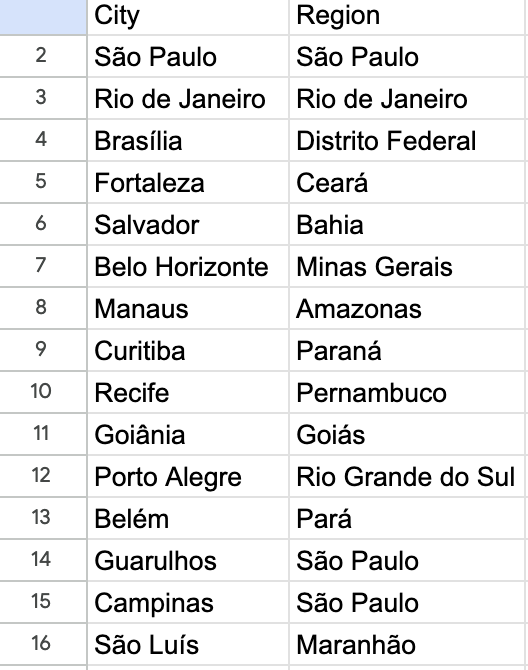 City Region
2 São Paulo São Paulo
3 Rio de Janeiro Rio de Janeiro
4 Brasília Distrito Federal
5 Fortaleza Ceará
6 Salvador Bahia
7 Belo Horizonte Minas Gerais
8 Manaus Amazonas
9 Curitiba Paraná
10 Recife Pernambuco
11 Goiânia Goiás
12 Porto Alegre Rio Grande do Sul
13 Belém Pará
14 Guarulhos São Paulo
15 Campinas São Paulo
16 São Luís Maranhão